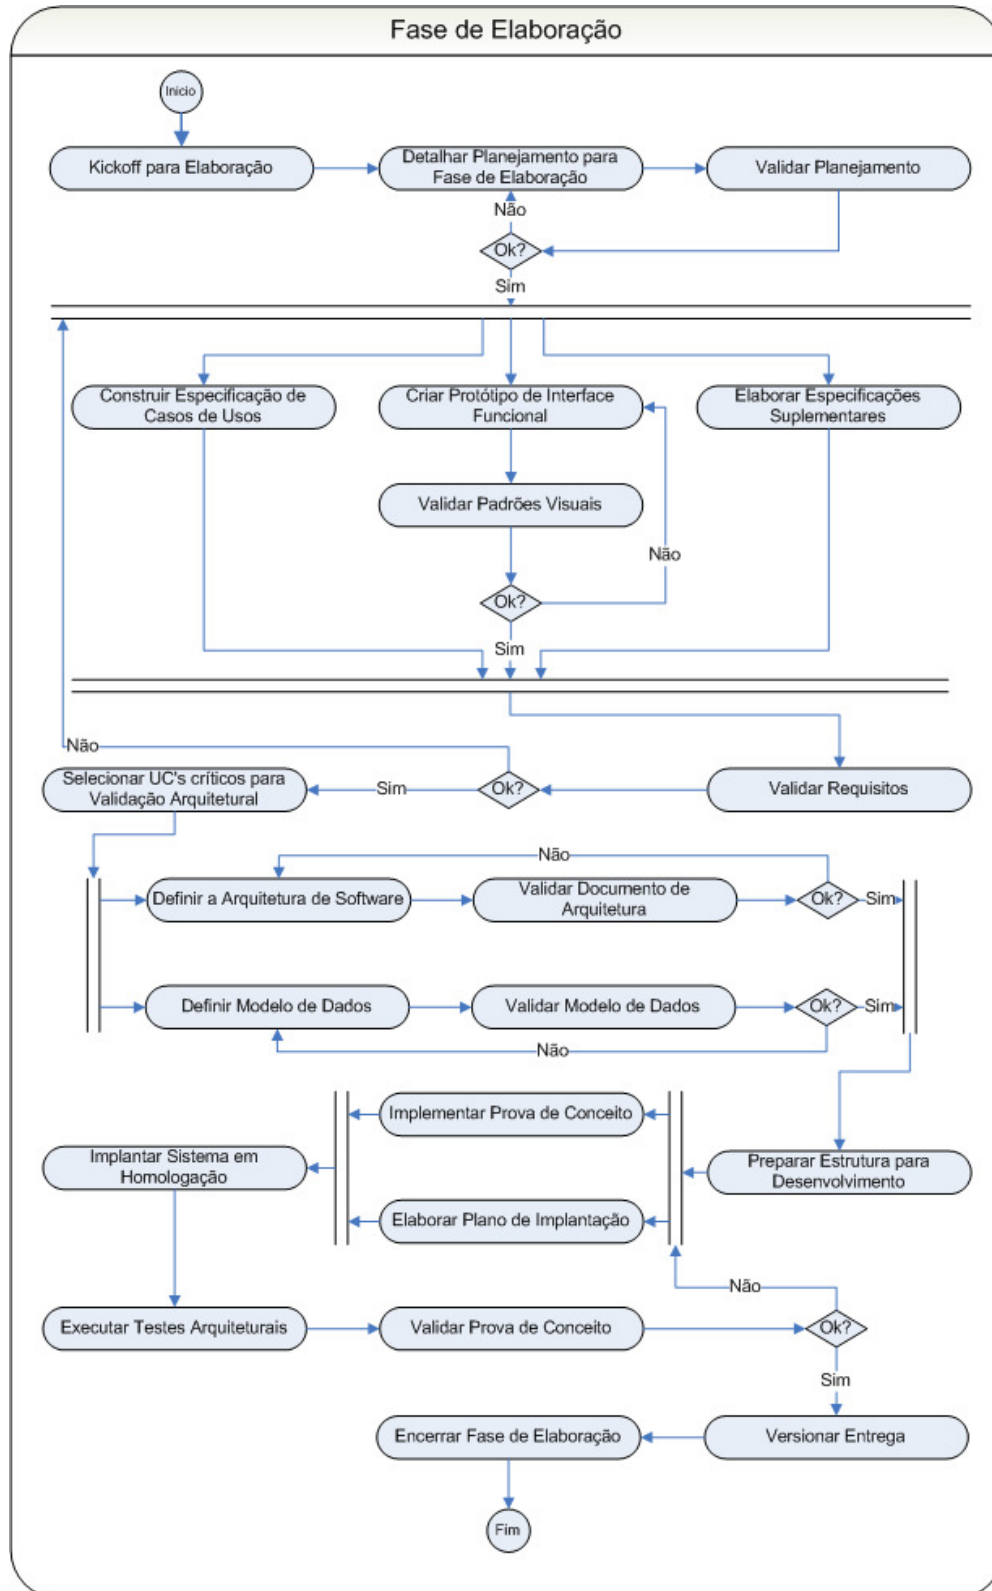 Fase de Elaboração
Inicio
Kickoff para Elaboração
Detalhar Planejamento para
Fase de Elaboração
Validar Planejamento
Não
Ok?
Sim
Construir Especificação de
Casos de Usos
Criar Protótipo de Interface
Funcional
Elaborar Especificações
Suplementares
Validar Padrões Visuais
Não
Ok?
Sim
Não
Selecionar UC's críticos para
Validação Arquitetural
Sim
Ok?
Validar Requisitos
Não
Definir a Arquitetura de Software
Validar Documento de
Arquitetura
Ok?
Sim
Definir Modelo de Dados
Validar Modelo de Dados
Ok?
Sim
Não
Implementar Prova de Conceito
Implantar Sistema em
Homologação
Preparar Estrutura para
Desenvolvimento
Elaborar Plano de Implantação
Não
Executar Testes Arquiteturais
Validar Prova de Conceito
Ok?
Sim
Encerrar Fase de Elaboração
Versionar Entrega
Fim